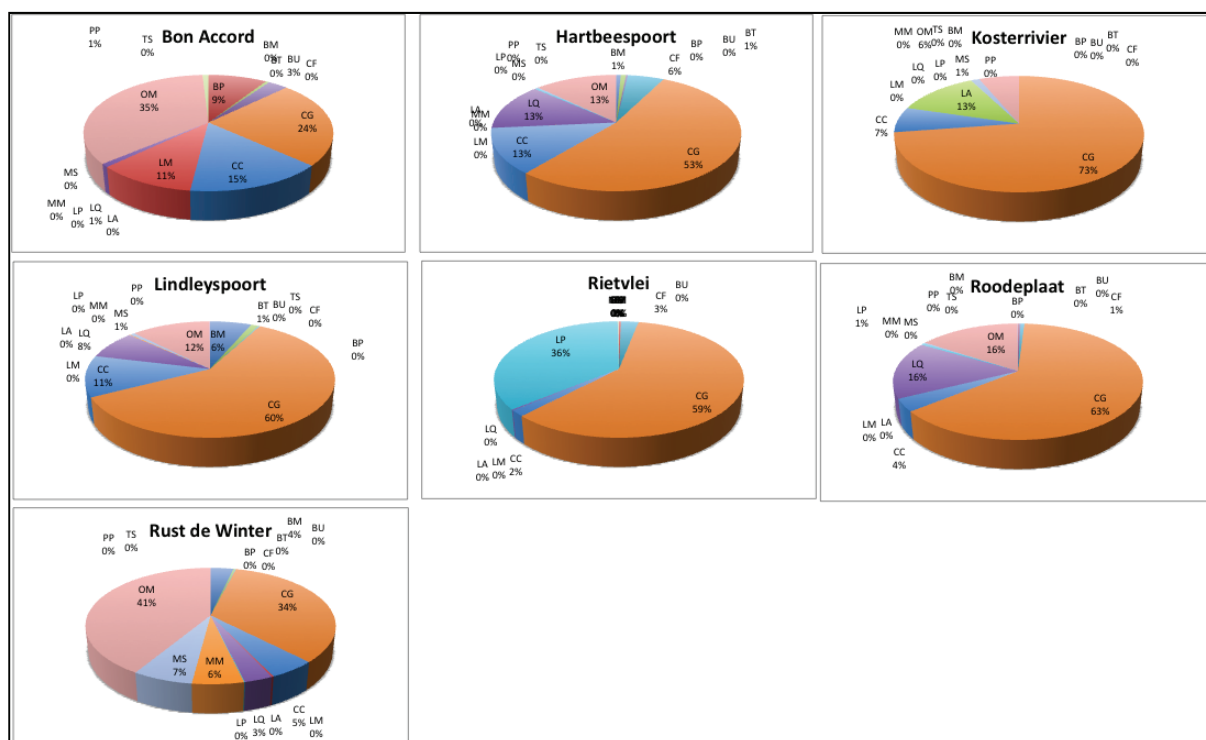 Bon Accord
PP
1%
TS
0%
BM
0%
BT
0%
BU
3%
CF
0%
BP
9%
OM
35%
CG
24%
CC
15%
LM
11%
MS
0%
MM
0%
LP
0%
LQ
1%
LA
0%
Hartbeespoort
PP
0%
TS
0%
LP
0%
MS
0%
BM
1%
BP
0%
BU
0%
BT
1%
CF
6%
OM
13%
LQ
13%
LA
0%
MM
0%
LM
0%
CC
13%
CG
53%
Kosterrivier
MM
0%
OM
6%
TS
0%
BM
0%
BP
0%
BU
0%
BT
0%
CF
0%
LQ
0%
LP
0%
MS
1%
PP
0%
LM
0%
LA
13%
CC
7%
CG
73%
Lindleyspoort
LP
0%
MM
0%
PP
0%
MS
1%
OM
12%
BM
6%
BT
1%
BU
0%
TS
0%
CF
0%
BP
0%
LA
0%
LQ
8%
LM
0%
CC
11%
CG
60%
Rietvlei
CF
3%
BU
0%
LP
36%
CG
59%
LQ
0%
LA
0%
LM
0%
CC
2%
Roodeplaat
LP
1%
MM
0%
MS
0%
PP
0%
BM
0%
TS
0%
BP
0%
BT
0%
BU
0%
CF
1%
OM
16%
LQ
16%
CG
63%
LM
0%
LA
0%
CC
4%
Rust de Winter
PP
0%
TS
0%
BP
0%
CF
0%
BT
0%
BM
4%
BU
0%
OM
41%
CG
34%
MS
7%
MM
6%
LP
0%
LQ
3%
LA
0%
CC
5%
LM
0%